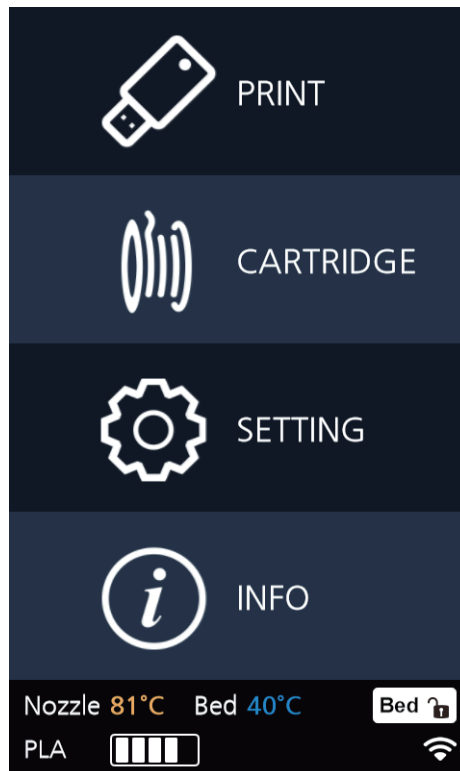 PRINT
CARTRIDGE
SETTING
INFO
Nozzle 81°C Bed 40°C Bed
PLA